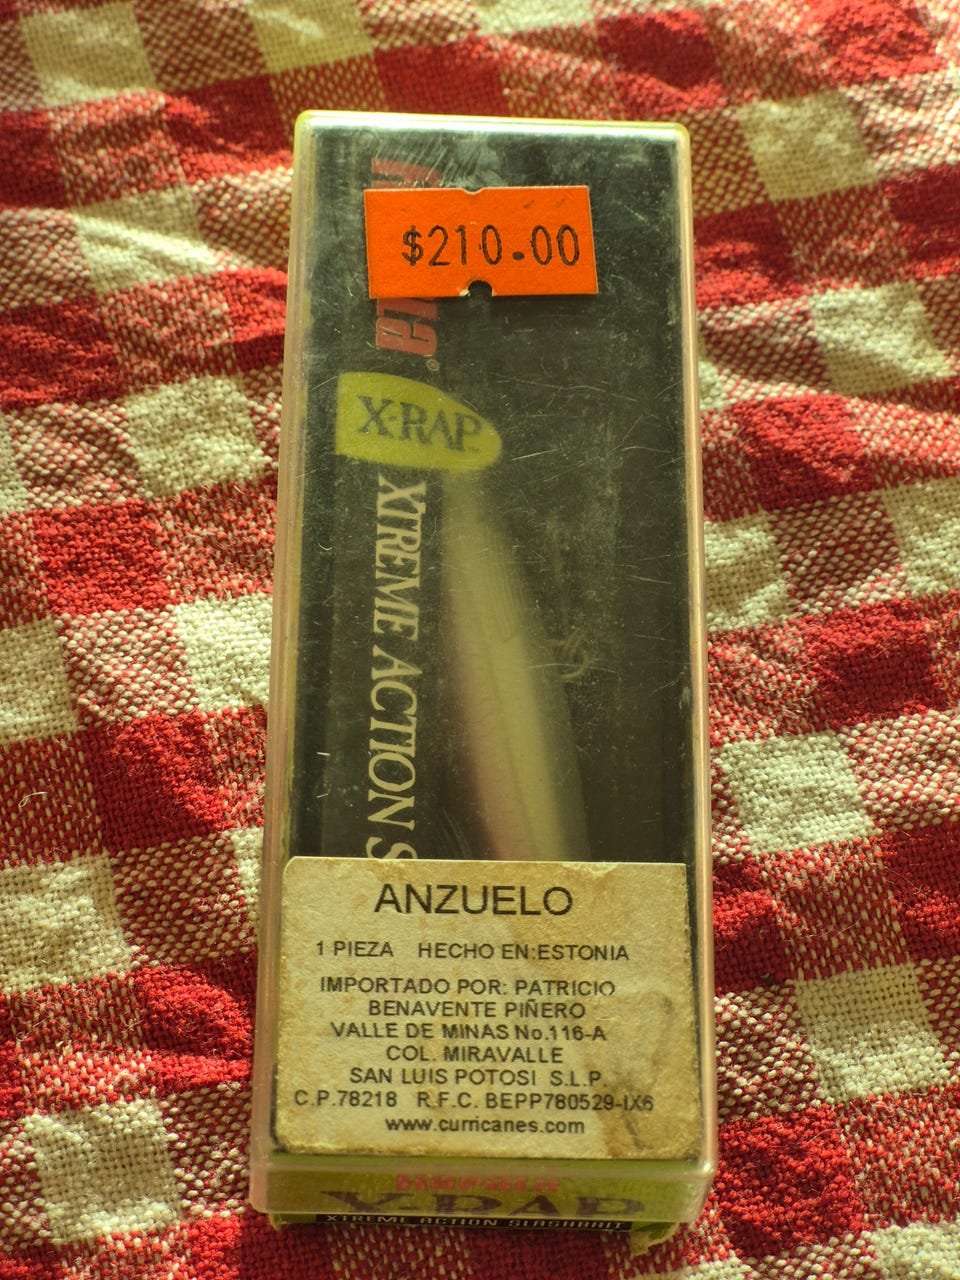 $210.00
X-RAP
XTREME ACTION S
ANZUELO
1 PIEZA HECHO EN:ESTONIA
IMPORTADO POR: PATRICIO
BENAVENTE PIÑERO
VALLE DE MINAS No.116-A
COL. MIRAVALLE
SAN LUIS POTOSI S.L.P.
C.P.78218 R.F.C. BEPP780529-IX6
www.curricanes.com
X-RAP
XTREME ACTION SLASHBAIT